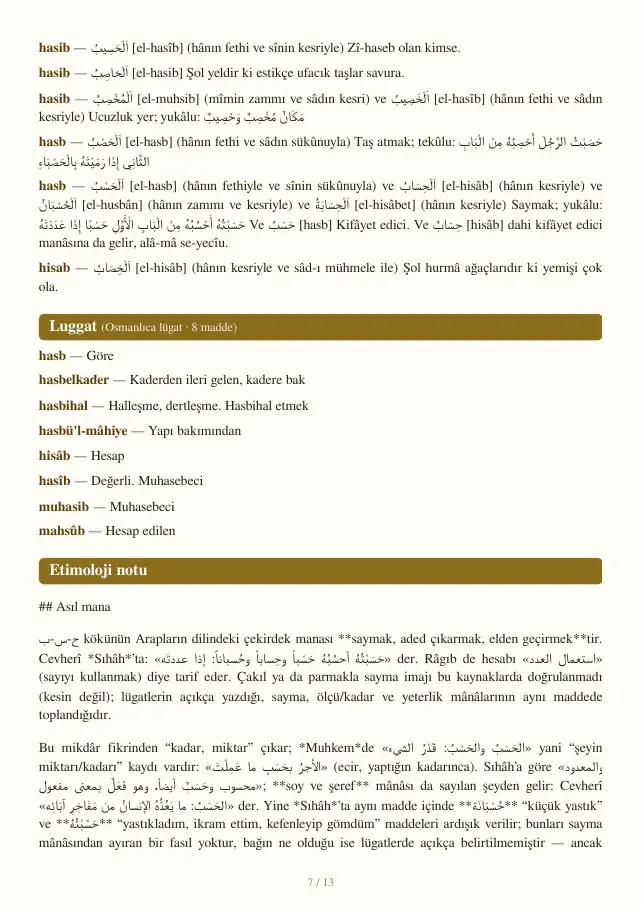 hasib — اَلْحَسِيبُ [el-hasîb] (hânın fethi ve sînin kesriyle) Zî-haseb olan kimse.
hasib — اَلْحَاصِبُ [el-hasib] Şol yeldir ki estikçe ufacık taşlar savura.
hasib — اَلْمُخْصِبُ [el-muhsib] (mîmin zammı ve sâdın kesri) ve اَلْخَصِيبُ [el-hasîb] (hânın fethi ve sâdın
kesriyle) Ucuzluk yer; yukâlu: مَكَانٌ مُخْصِبٌ وَخَصِيبٌ
hasb — اَلْحَصْبُ [el-hasb] (hânın fethi ve sâdın sükûnuyla) Taş atmak; tekûlu: حَصَبْتُ الرَّجُلَ أَحْصِبُهُ مِنَ الْبَابِ
الثَّانِي إِذَا رَمَيْتَهُ بِالْحَصْبَاءِ
hasb — اَلْحَسْبُ [el-hasb] (hânın fethiyle ve sînin sükûnuyla) ve اَلْحِسَابُ [el-hisâb] (hânın kesriyle) ve
اَلْحُسْبَانُ [el-husbân] (hânın zammı ve kesriyle) ve اَلْحِسَابَةُ [el-hisâbet] (hânın kesriyle) Saymak; yukâlu:
حَسَبْتُهُ أَحْسُبُهُ مِنَ الْبَابِ الْأَوَّلِ حَسْبًا إِذَا عَدَدْتَهُ Ve حَسْبُ [hasb] Kifâyet edici. Ve حِسَابٌ [hisâb] dahi kifâyet edici
manâsına da gelir, alâ-mâ se-yecîu.
hisab — اَلْخِصَابُ [el-hisâb] (hânın kesriyle ve sâd-ı mühmele ile) Şol hurmâ ağaçlarıdır ki yemişi çok
ola.
Luggat (Osmanlıca lügat · 8 madde)
hasb — Göre
hasbelkader — Kaderden ileri gelen, kadere bak
hasbihal — Halleşme, dertleşme. Hasbihal etmek
hasbü'l-mâhiye — Yapı bakımından
hisâb — Hesap
hasîb — Değerli. Muhasebeci
muhasib — Muhasebeci
mahsûb — Hesap edilen
Etimoloji notu
## Asıl mana
ح-س-ب kökünün Arapların dilindeki çekirdek manası **saymak, aded çıkarmak, elden geçirmek**tir.
Cevherî *Sıhâh*'ta: «حَسَبْتُهُ أحسُبُهُ حَسْباً وحِساباً وحُسباناً: إذا عددتَه» der. Râgıb de hesabı «استعمال العدد»
(sayıyı kullanmak) diye tarif eder. Çakıl ya da parmakla sayma imajı bu kaynaklarda doğrulanmadı
(kesin değil); lügatlerin açıkça yazdığı, sayma, ölçü/kadar ve yeterlik mânâlarının aynı maddede
toplandığıdır.
Bu mikdâr fikrinden “kadar, miktar” çıkar; *Muhkem*de «الحَسَبُ والحَسْبُ: قَدْرُ الشيء» yani “şeyin
miktarı/kadarı” kaydı vardır: «الأجرُ بحَسَبِ ما عَمِلْتَ» (ecir, yaptığın kadarınca). Sıhâh'a göre «والمعدود
محسوب وحَسَبٌ أيضاً، وهو فَعَلٌ بمعنى مفعول»; **soy ve şeref** mânâsı da sayılan şeyden gelir: Cevherî
«الحَسَبُ: ما يَعُدُّهُ الإنسانُ من مَفاخِرِ آبَائِه» der. Yine *Sıhâh*'ta aynı madde içinde **حُسْبَانَة** “küçük yastık”
ve **حَسَّبْتُهُ** “yastıkladım, ikram ettim, kefenleyip gömdüm” maddeleri ardışık verilir; bunları sayma
mânâsından ayıran bir fasıl yoktur, bağın ne olduğu ise lügatlerde açıkça belirtilmemiştir — ancak
7 / 13